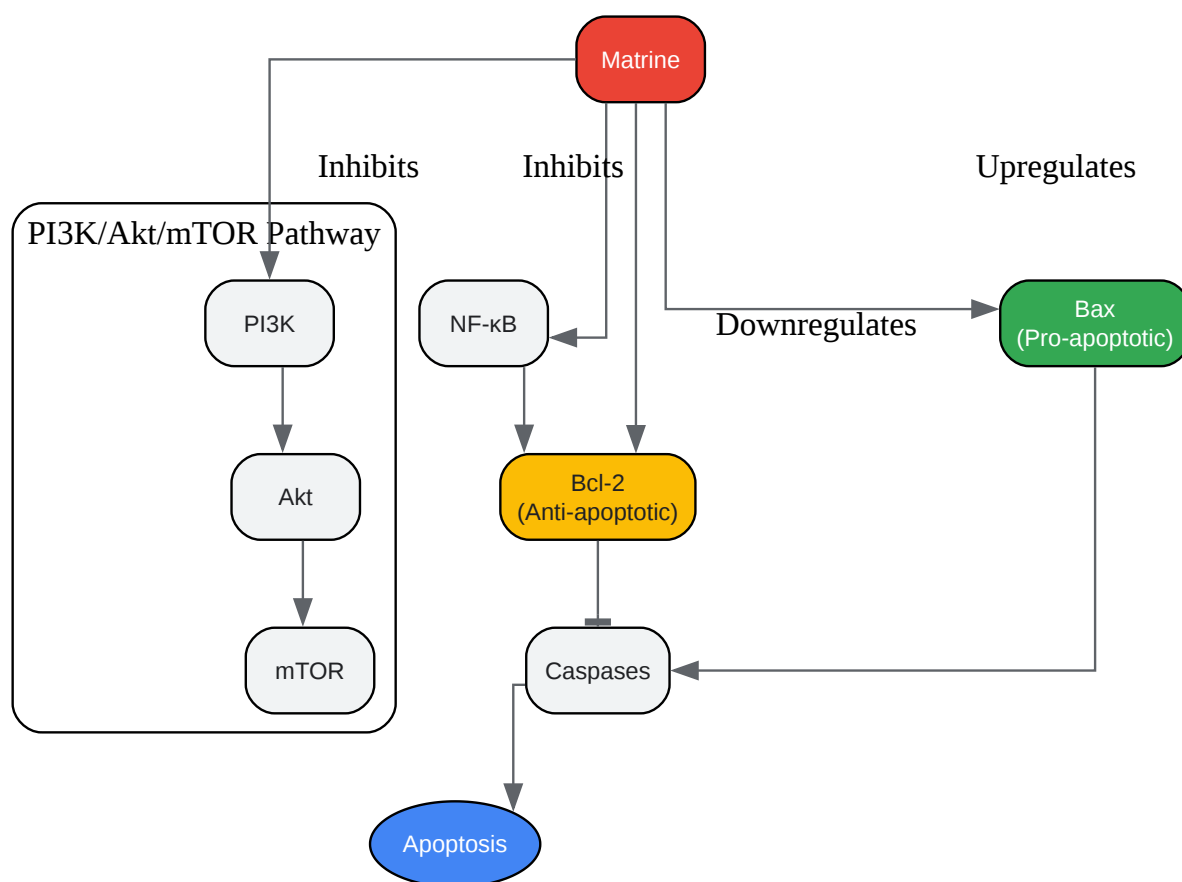 Matrine
Inhibits
Inhibits
Upregulates
PI3K/Akt/mTOR Pathway
PI3K
NF-κB
Downregulates
Bax
(Pro-apoptotic)
Akt
Bcl-2
(Anti-apoptotic)
mTOR
Caspases
Apoptosis